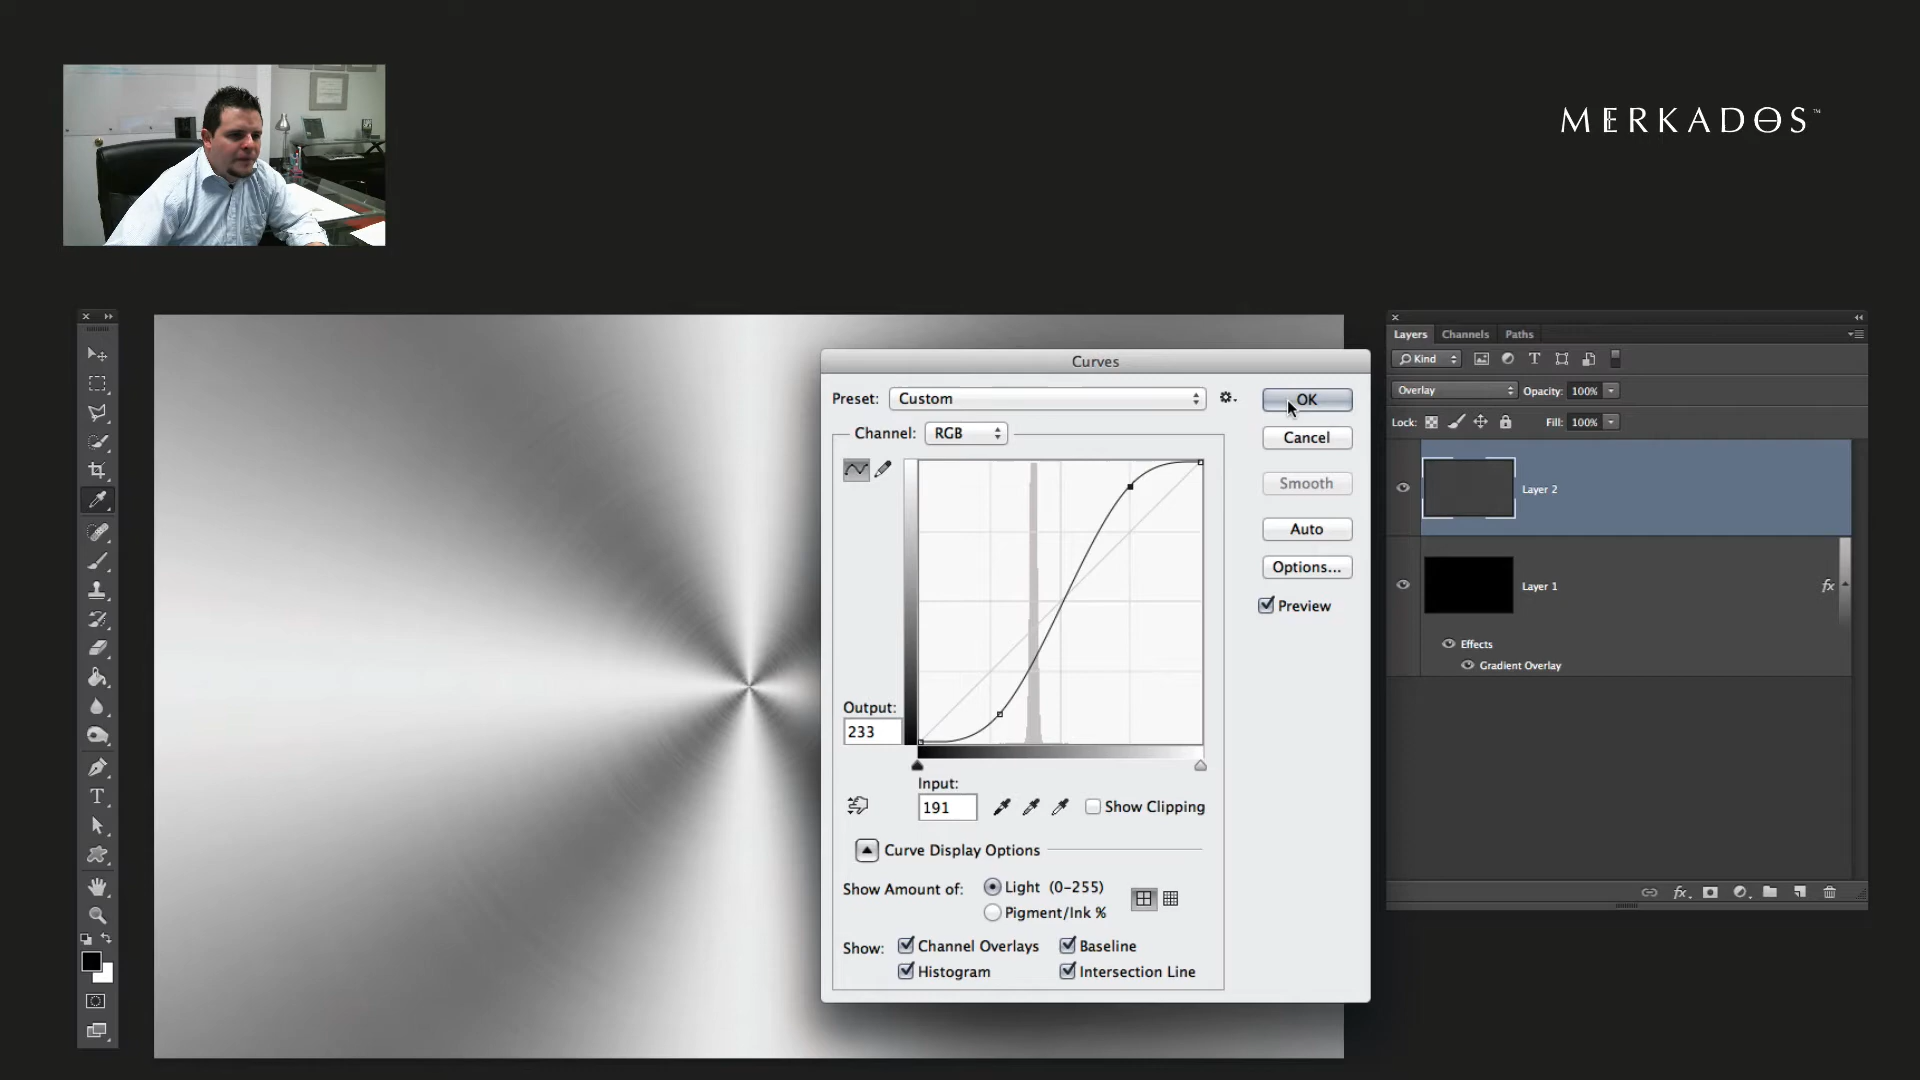 MERKADOS™
Curves
Preset: Custom
OK
Channel: RGB
Cancel
Smooth
Auto
Options...
Preview
Output:
233
Input:
191
Show Clipping
Curve Display Options
Show Amount of: Light (0-255)
Pigment/Ink %
Show: Channel Overlays Baseline
Histogram Intersection Line
Layers Channels Paths
Kind
Overlay Opacity: 100%
Lock: Fill: 100%
Layer 2
Layer 1 fx
Effects
Gradient Overlay
fx